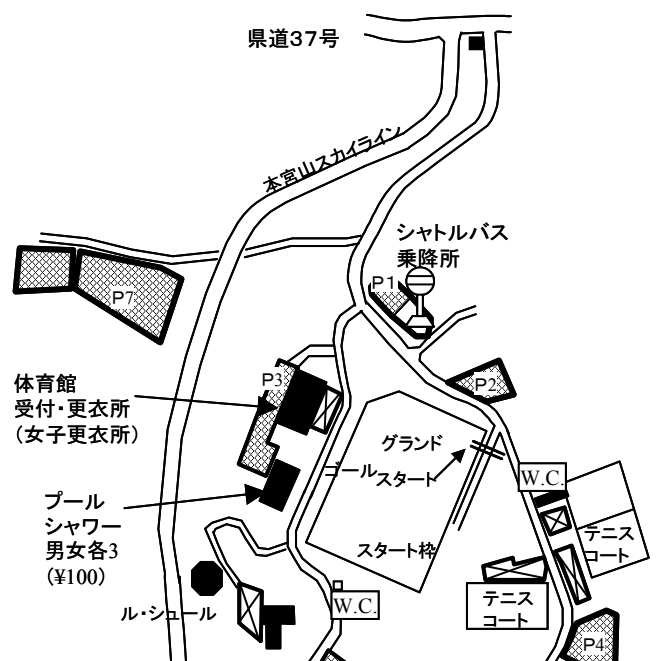 県道37号
本宮山スカイライン
シャトルバス
乗降所
P1
P7
P2
P3
体育館
受付・更衣所
（女子更衣所）
グランド
ゴール
スタート
W.C.
プール
シャワー
男女各3
(¥100)
スタート枠
テニス
コート
ル・シュール
W.C.
テニス
コート
P4